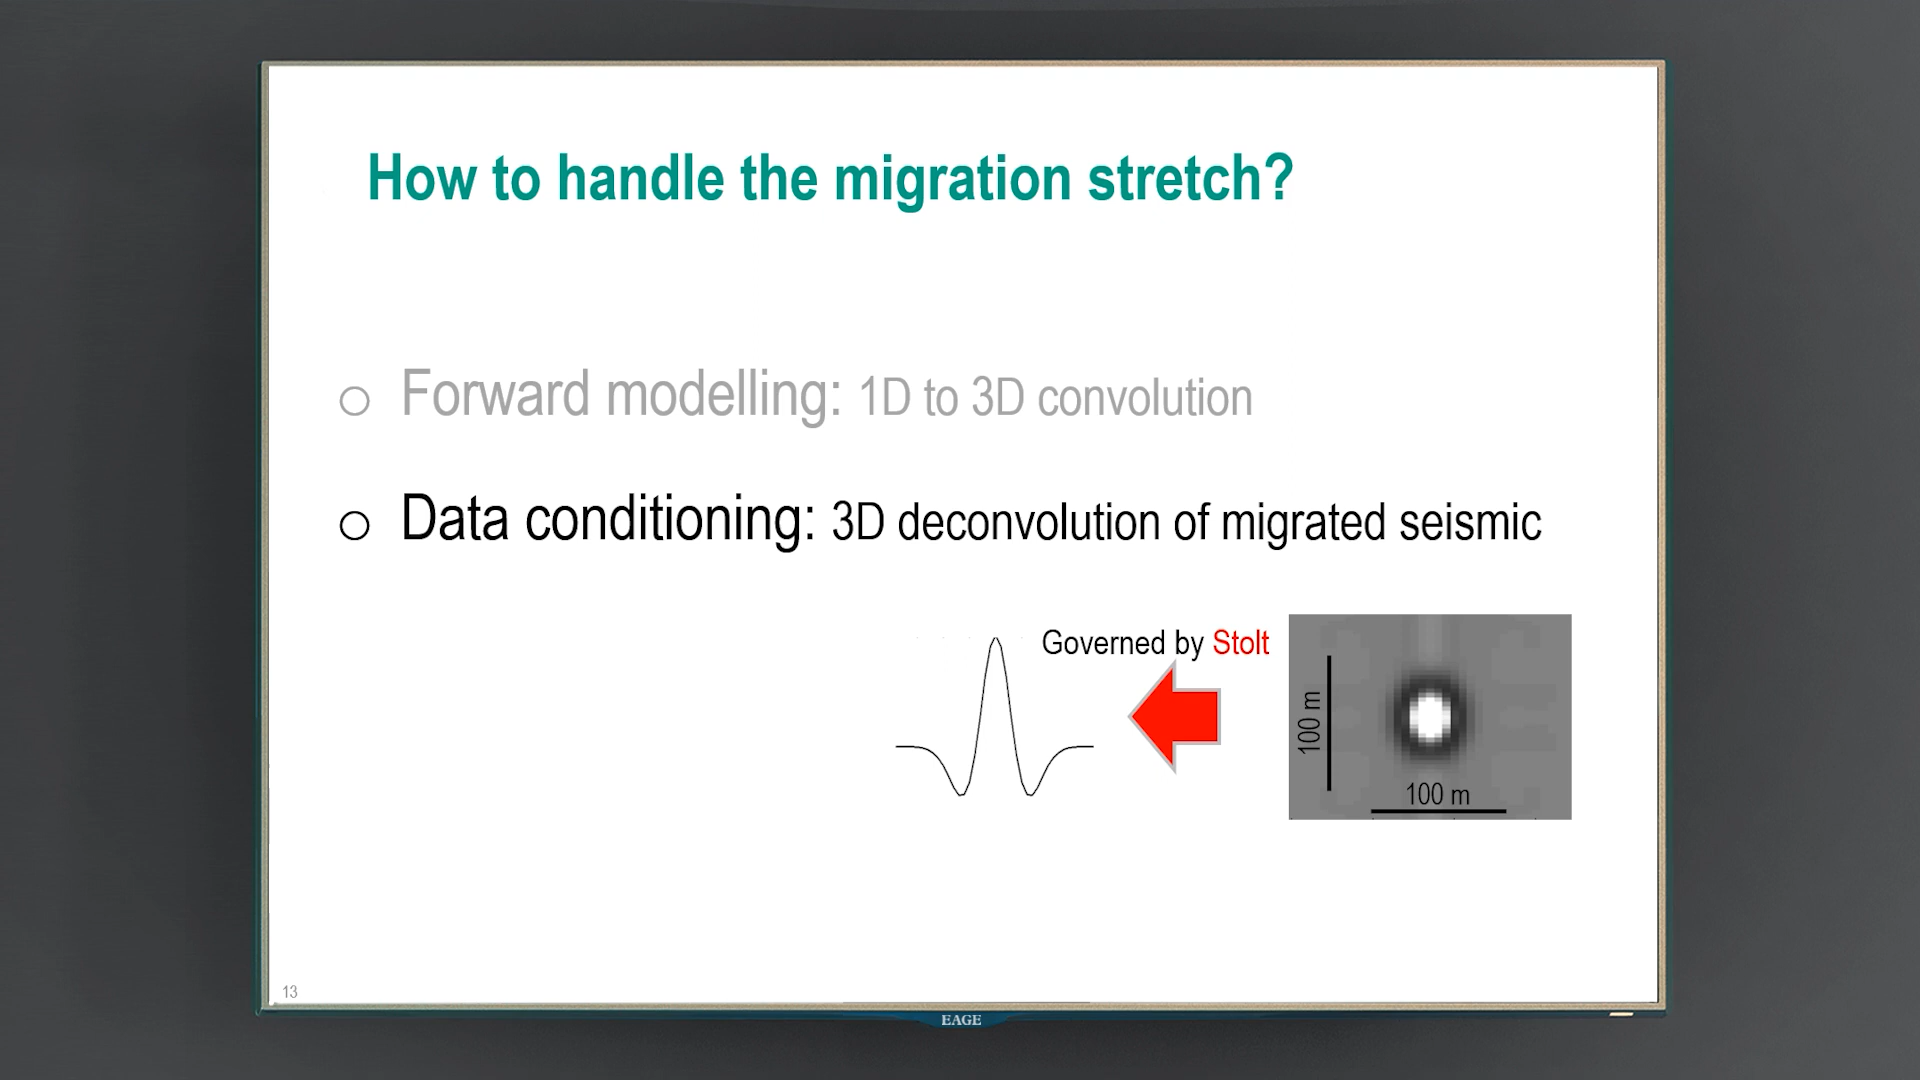 How to handle the migration stretch?
o Forward modelling: 1D to 3D convolution
o Data conditioning: 3D deconvolution of migrated seismic
Governed by Stolt
100 m
100 m
13
EAGE